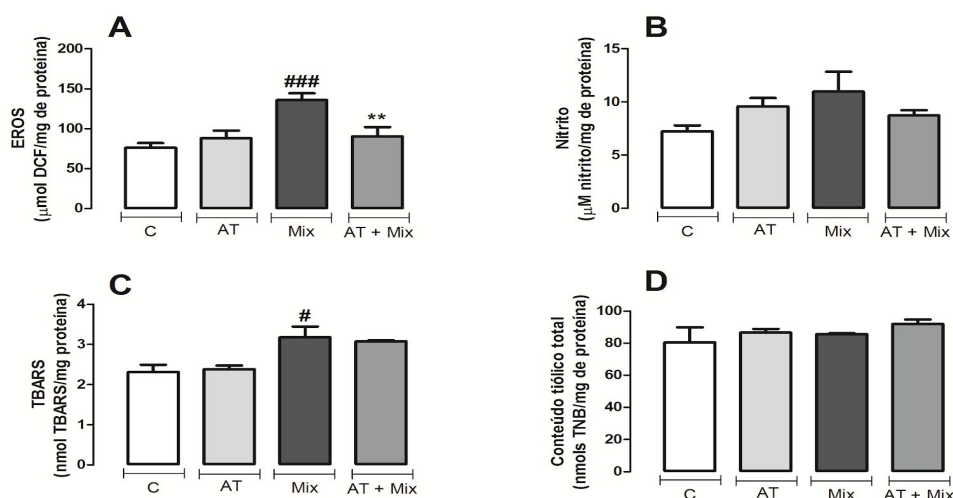 A
EROS
(µmol DCF/mg de proteína)
200
150
100
50
0
###
**
C
AT
Mix
AT + Mix
B
Nitrito
(µM nitrito/mg de proteína)
15
10
5
0
C
AT
Mix
AT + Mix
C
TBARS
(nmol TBARS/mg proteína)
4
3
2
1
0
#
C
AT
Mix
AT + Mix
D
Conteúdo tiólico total
(nmols TNB/mg de proteína)
100
80
60
40
20
0
C
AT
Mix
AT + Mix